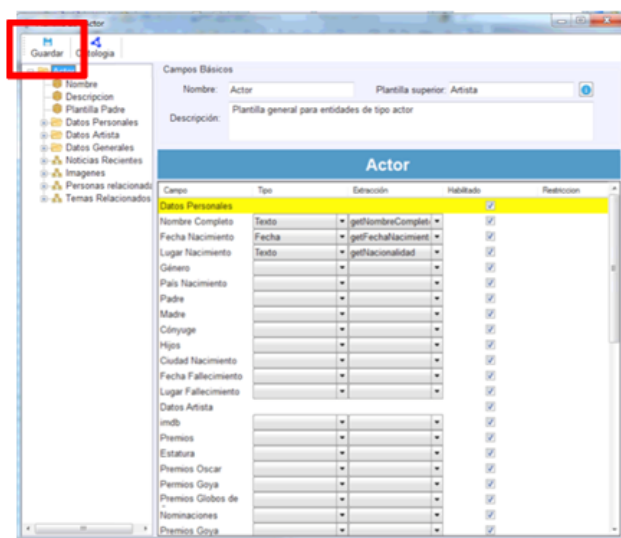 Actor
Guardar Ontologia
Actor
Nombre
Descripcion
Plantilla Padre
Datos Personales
Datos Artista
Datos Generales
Noticias Recientes
Imagenes
Personas relacionada
Temas Relacionados
Campos Básicos
Nombre: Actor Plantilla superior: Artista
Descripción: Plantilla general para entidades de tipo actor
Actor
Campo Tipo Extracción Habilitado Restriccion
Datos Personales
Nombre Completo Texto getNombreComplet
Fecha Nacimiento Fecha getFechaNacimient
Lugar Nacimiento Texto getNacionalidad
Género
País Nacimiento
Padre
Madre
Cónyuge
Hijos
Ciudad Nacimiento
Fecha Fallecimiento
Lugar Fallecimiento
Datos Artista
imdb
Premios
Estatura
Premios Oscar
Permios Goya
Premios Globos de
Nominaciones
Premios Goya